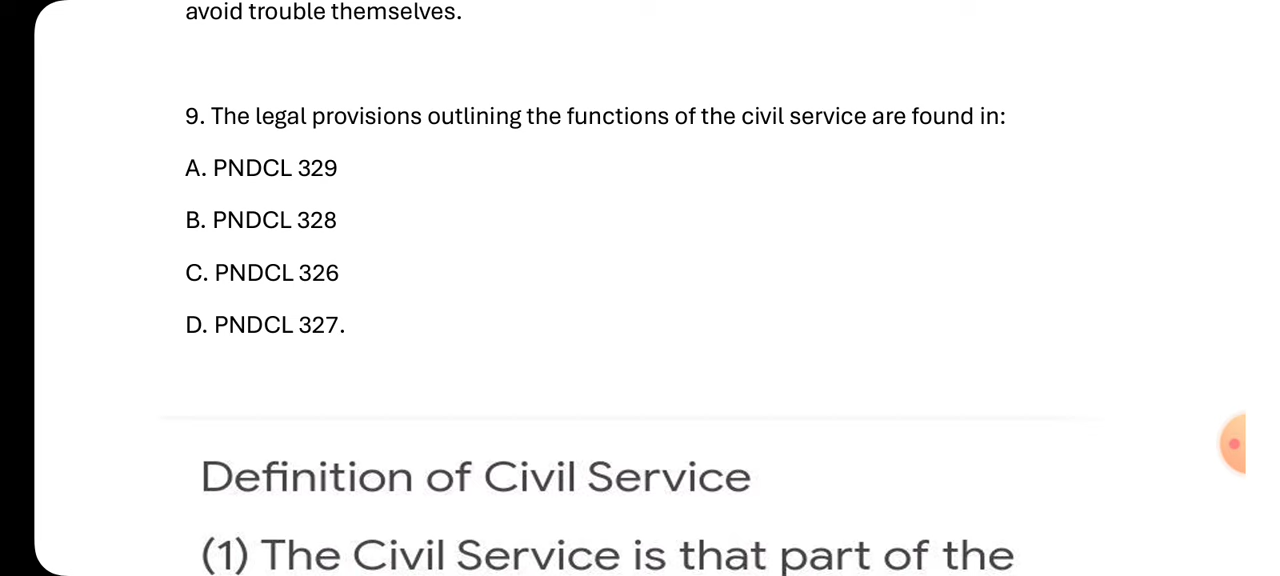 avoid trouble themselves.
9. The legal provisions outlining the functions of the civil service are found in:
A. PNDCL 329
B. PNDCL 328
C. PNDCL 326
D. PNDCL 327.
Definition of Civil Service
(1) The Civil Service is that part of the